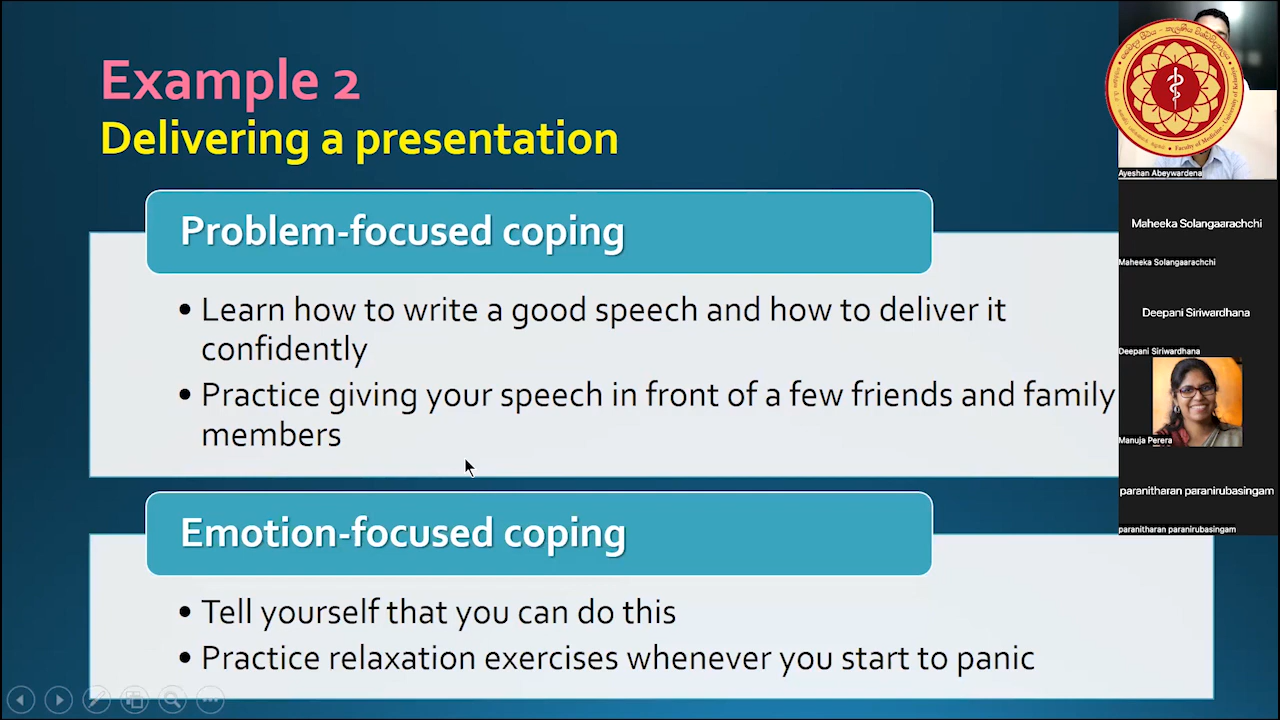 Example 2
Delivering a presentation
Problem-focused coping
• Learn how to write a good speech and how to deliver it
confidently
• Practice giving your speech in front of a few friends and family
members
Emotion-focused coping
• Tell yourself that you can do this
• Practice relaxation exercises whenever you start to panic
Faculty of Medicine
Ayeshan Abeywardena
Maheeka Solangaarachchi
Maheeka Solangaarachchi
Deepani Siriwardhana
Deepani Siriwardhana
Manuja Perera
paranitharan paranirubasingam
paranitharan paranirubasingam